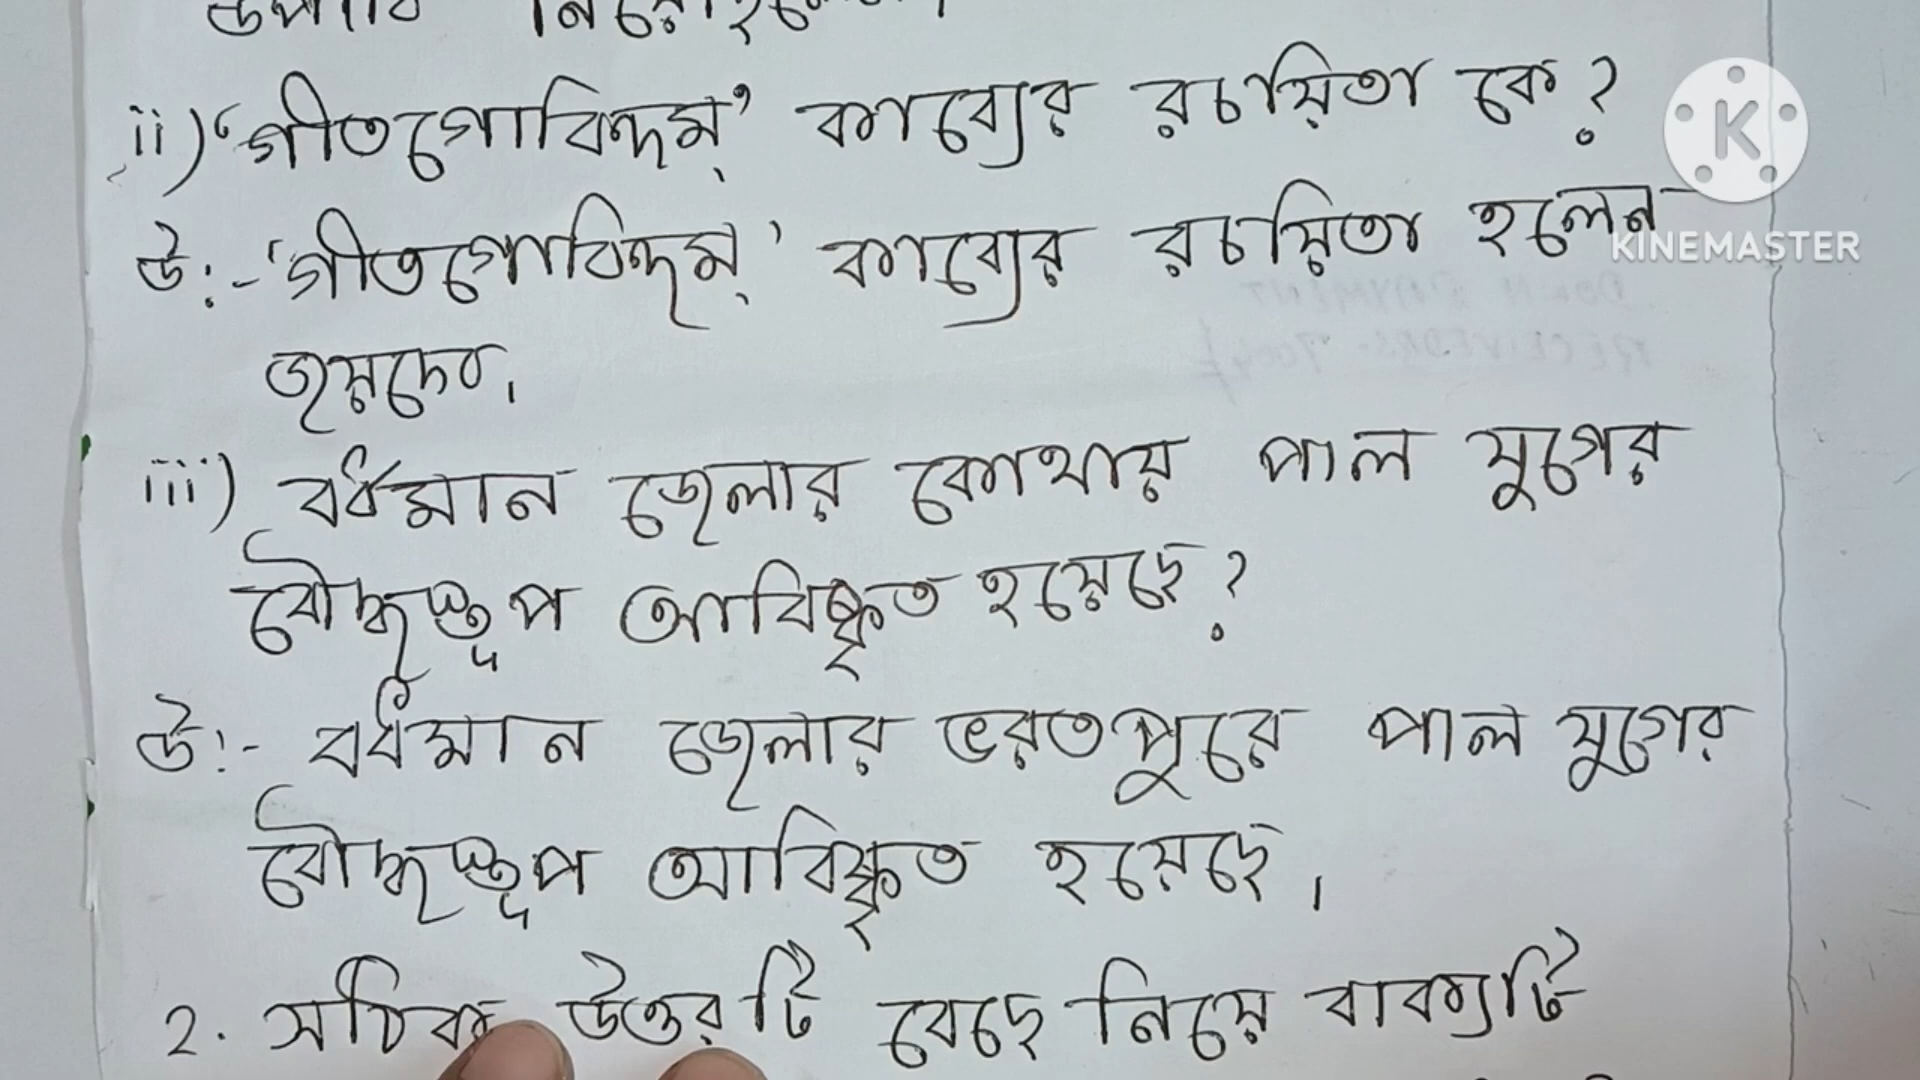 ii) ‘গীতগোবিন্দম্’ কাব্যের রচয়িতা কে?
উ:- ‘গীতগোবিন্দম্’ কাব্যের রচয়িতা হলেন
জয়দেব।
iii) বর্ধমান জেলার কোথায় পাল যুগের
বৌদ্ধস্তূপ আবিষ্কৃত হয়েছে?
উ:- বর্ধমান জেলার ভরতপুরে পাল যুগের
বৌদ্ধস্তূপ আবিষ্কৃত হয়েছে।
২. সঠিক উত্তরটি বেছে নিয়ে বাক্যটি
K
KINEMASTER